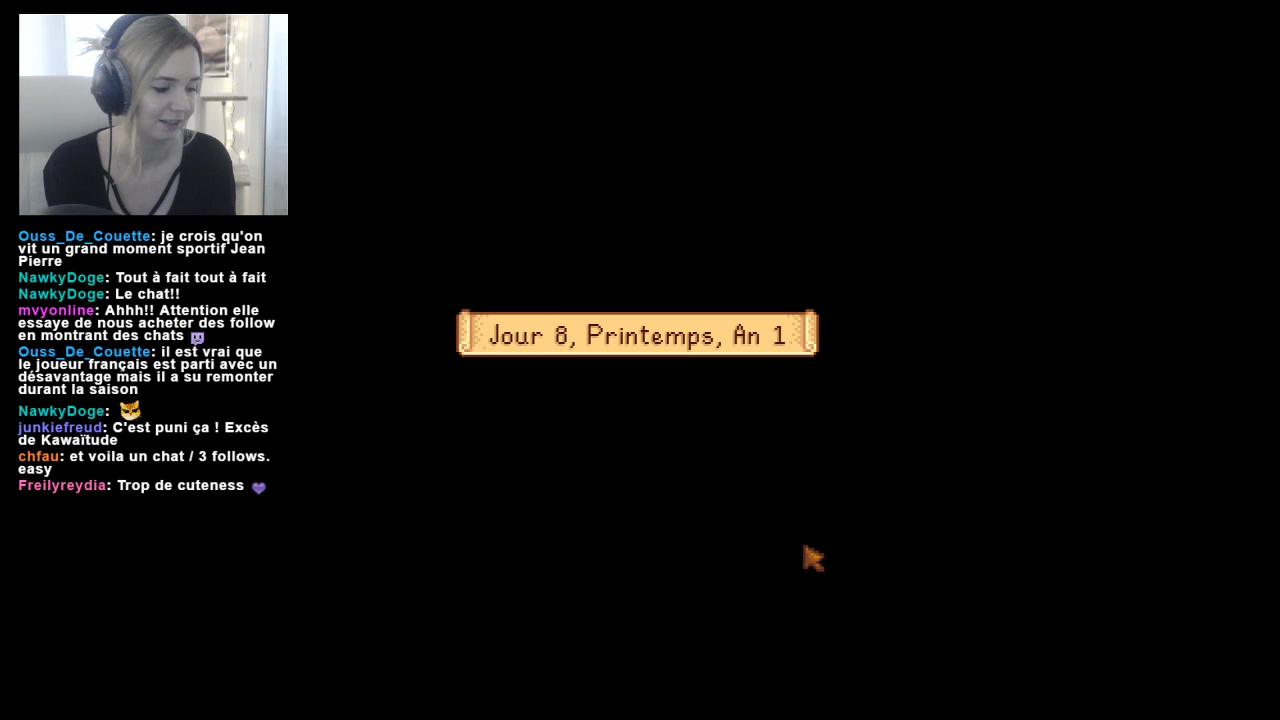 Ouss_De_Couette: je crois qu'on
vit un grand moment sportif Jean
Pierre
NawkyDoge: Tout à fait tout à fait
NawkyDoge: Le chat!!
mvyonline: Ahhh!! Attention elle
essaye de nous acheter des follow
en montrant des chats
Ouss_De_Couette: il est vrai que
le joueur français est parti avec un
désavantage mais il a su remonter
durant la saison
NawkyDoge:
junkiefreud: C'est puni ça ! Excès
de Kawaïtude
chfau: et voila un chat / 3 follows.
easy
Freilyreydia: Trop de cuteness
Jour 8, Printemps, An 1